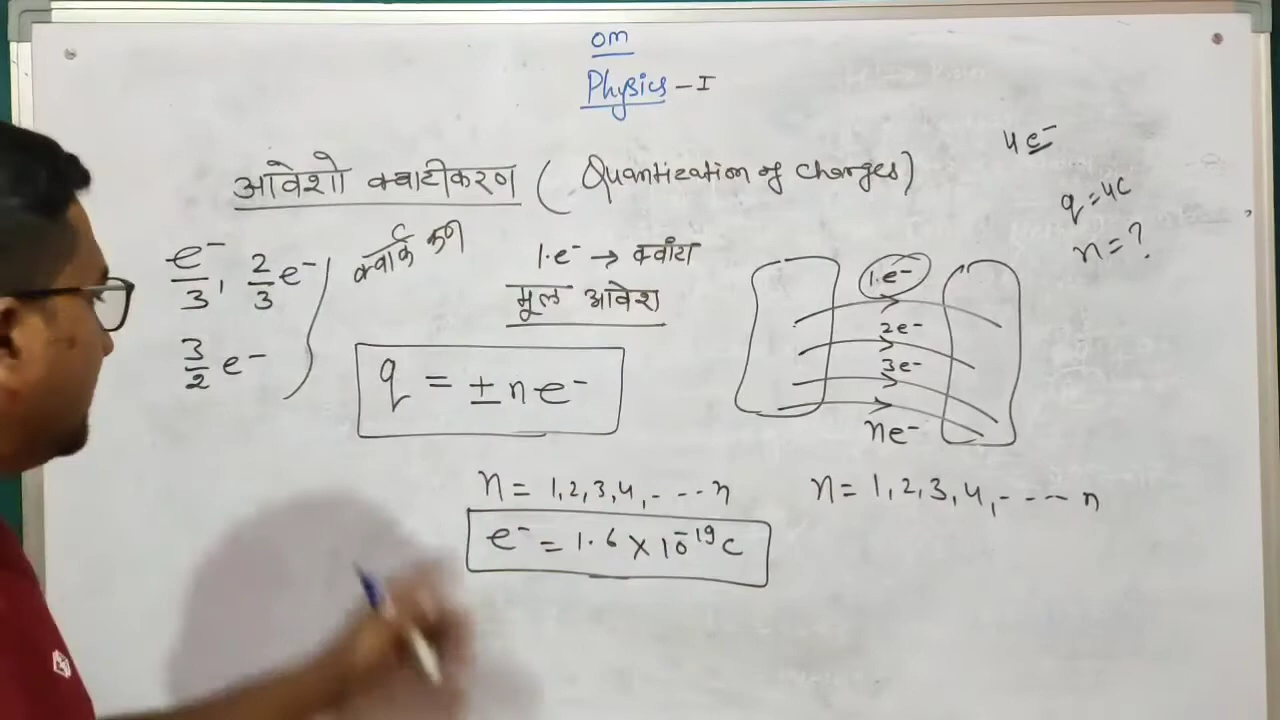 om
Physics - I
4e⁻
आवेशो क्वाटीकरण ( Quantization of charges)
q = 4C
n = ?
e⁻/3, 2/3 e⁻
3/2 e⁻
क्वार्क कण
1.e⁻ → क्वांटा
मूल आवेश
q = ± n e⁻
1.e⁻
2e⁻
3e⁻
ne⁻
n = 1, 2, 3, 4, - - - n
n = 1, 2, 3, 4, - - - - n
e⁻ = 1.6 × 10⁻¹⁹ C